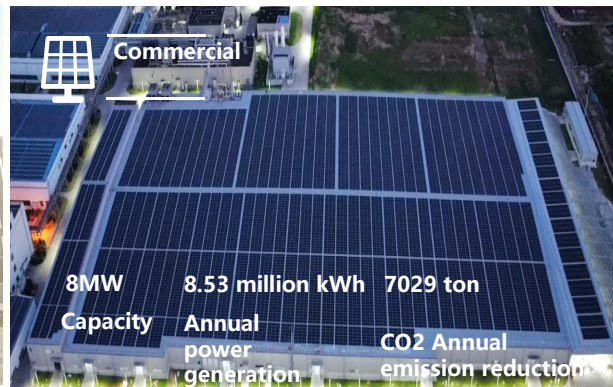 Commercial
8MW
8.53 million kWh
7029 ton
Capacity
Annual
power
generation
CO2 Annual
emission reduction